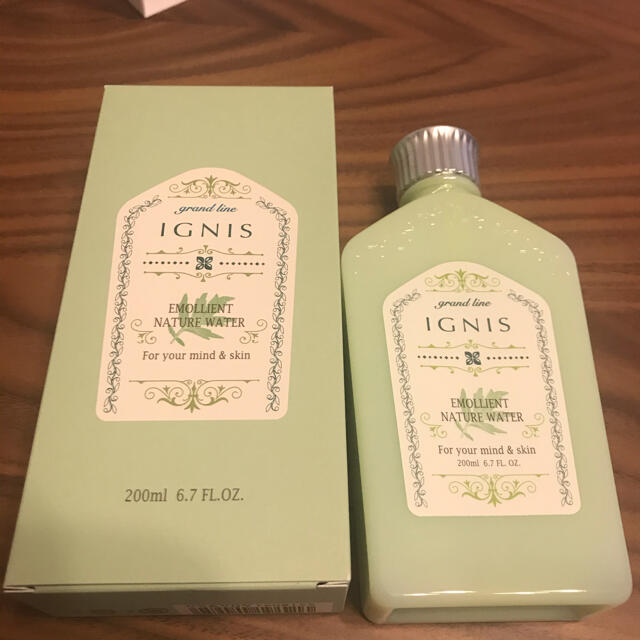 grand line
IGNIS
EMOLLIENT
NATURE WATER
For your mind & skin
200ml 6.7 FL.OZ.
grand line
IGNIS
EMOLLIENT
NATURE WATER
For your mind & skin
200ml 6.7 FL.OZ.